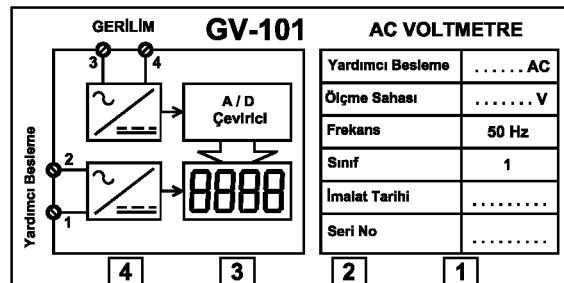 GERİLİM
GV-101
3
4
A / D
Çevirici
Yardımcı Besleme
2
1
8888
AC VOLTMETRE
Yardımcı Besleme ......AC
Ölçme Sahası .......V
Frekans 50 Hz
Sınıf 1
İmalat Tarihi .........
Seri No .........
4 3 2 1